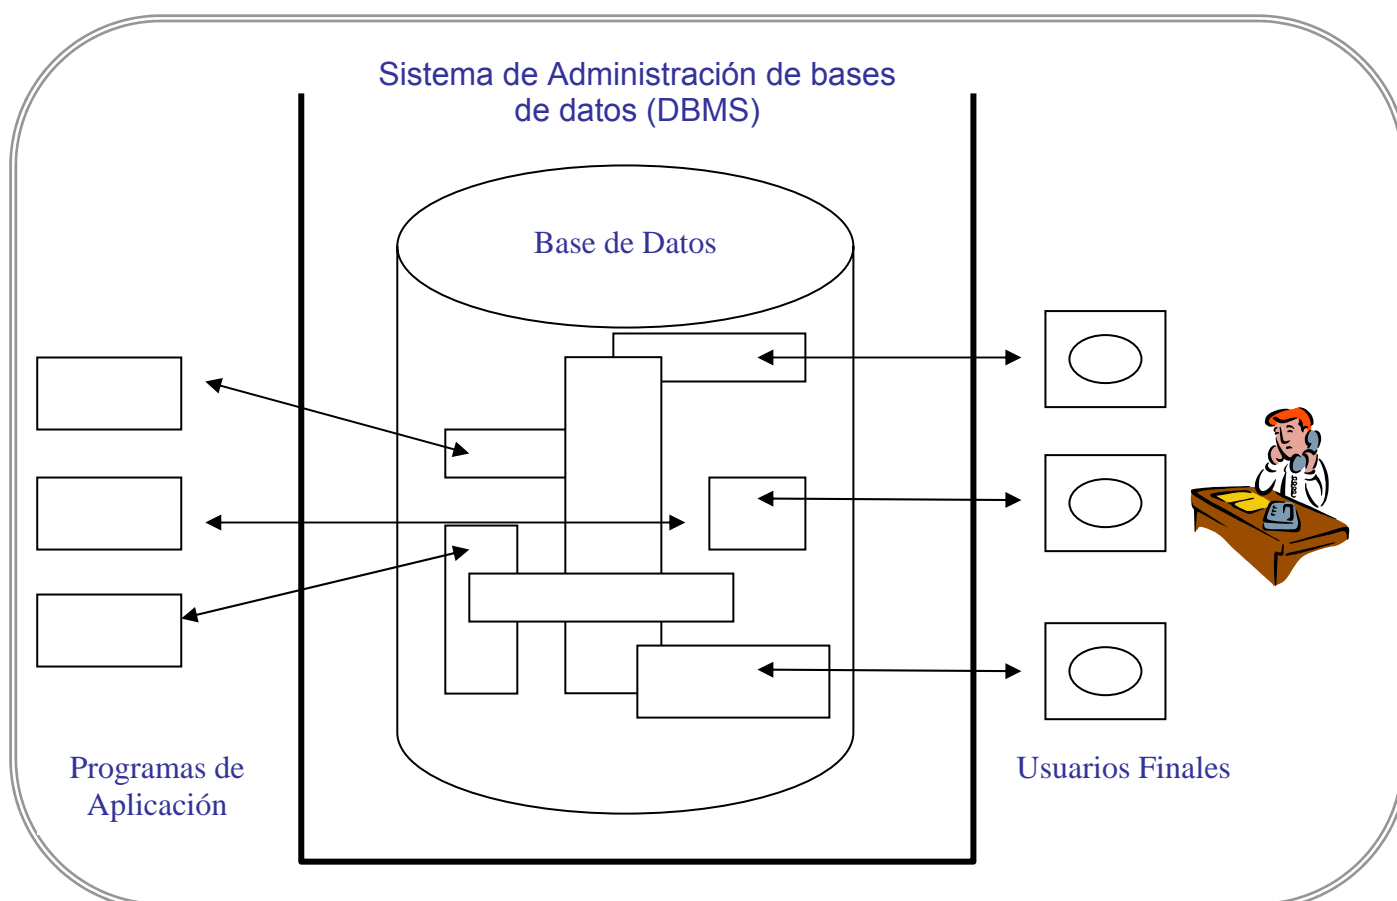 Sistema de Administración de bases
de datos (DBMS)
Base de Datos
Programas de
Aplicación
Usuarios Finales